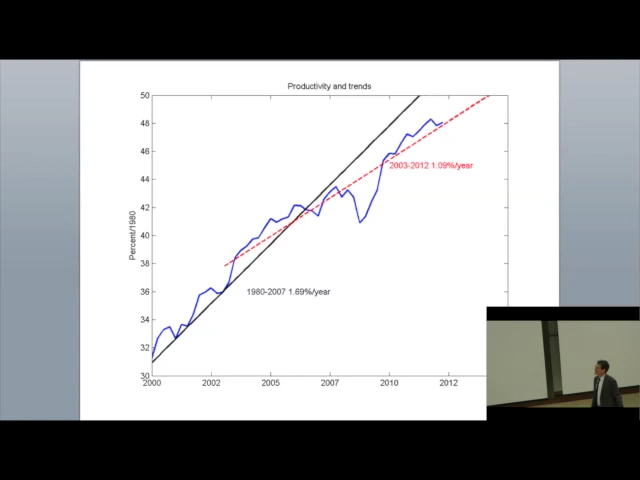 Productivity and trends
50
48
46
44
42
40
38
36
34
32
30
Percent/1980
2003-2012 1.09%/year
1980-2007 1.69%/year
2000 2002 2005 2007 2010 2012